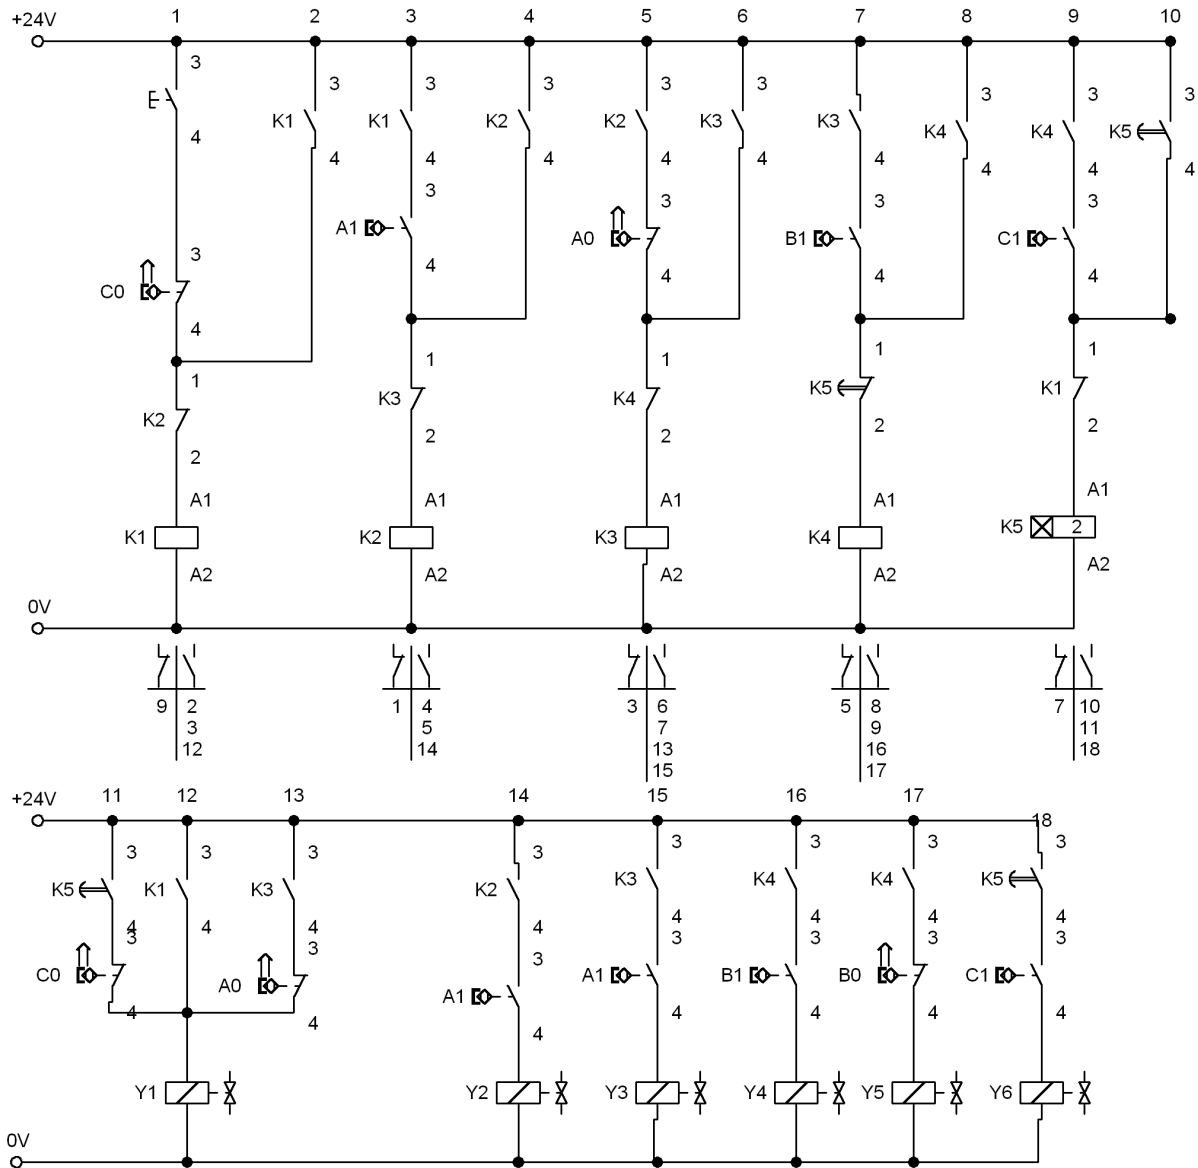 +24V 1 2 3 4 5 6 7 8 9 10
3 3 3 3 3 3 3 3 3 3
K1 K1 K2 K2 K3 K3 K4 K4 K5
4 4 4 4 4 4 4 4 4 4
3 3 3 3 3
A1 A0 B1 C1
4 4 4 4
C0
4
1 1 1 1 1
K2 K3 K4 K5 K1
2 2 2 2 2
A1 A1 A1 A1 A1
K1 K2 K3 K4 K5 2
A2 A2 A2 A2 A2
0V
9 2 1 4 3 6 5 8 7 10
3 5 7 9 11
12 14 13 16 18
15 17
+24V 11 12 13 14 15 16 17 18
3 3 3 3 3 3 3 3
K5 K1 K3 K2 K3 K4 K4 K5
4 4 4 4 4 4 4 4
3 3 3 3 3 3 3
C0 A0 A1 A1 B1 B0 C1
4 4 4 4 4 4 4
Y1 Y2 Y3 Y4 Y5 Y6
0V